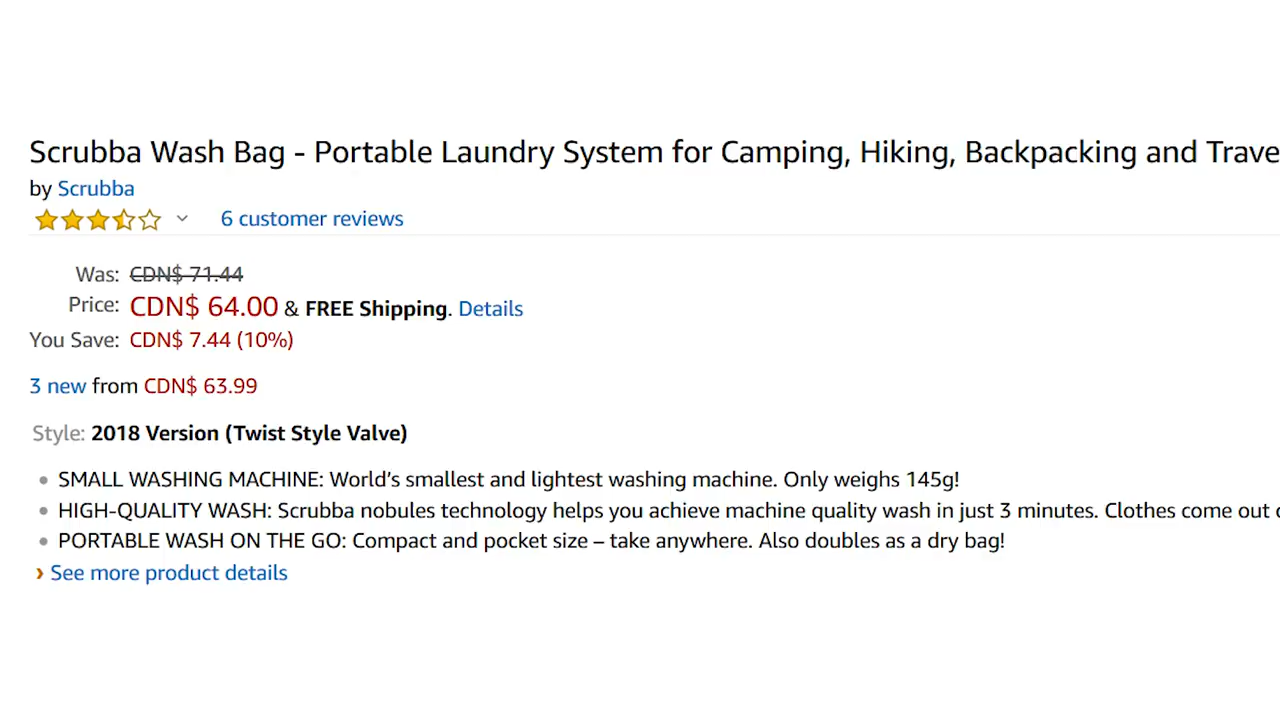 Scrubba Wash Bag - Portable Laundry System for Camping, Hiking, Backpacking and Trave
by Scrubba
6 customer reviews
Was: CDN$ 71.44
Price: CDN$ 64.00 & FREE Shipping. Details
You Save: CDN$ 7.44 (10%)
3 new from CDN$ 63.99
Style: 2018 Version (Twist Style Valve)
SMALL WASHING MACHINE: World’s smallest and lightest washing machine. Only weighs 145g!
HIGH-QUALITY WASH: Scrubba nobules technology helps you achieve machine quality wash in just 3 minutes. Clothes come out
PORTABLE WASH ON THE GO: Compact and pocket size – take anywhere. Also doubles as a dry bag!
› See more product details